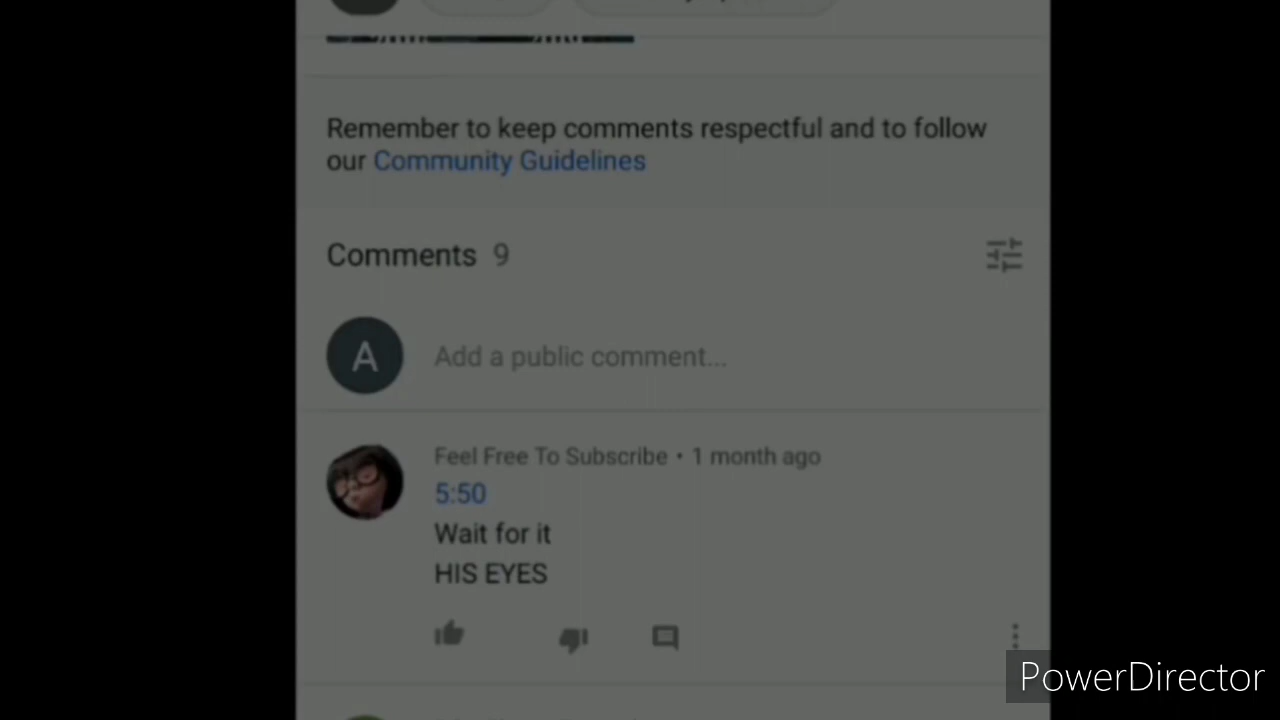 Remember to keep comments respectful and to follow
our Community Guidelines
Comments 9
A
Add a public comment...
Feel Free To Subscribe • 1 month ago
5:50
Wait for it
HIS EYES
PowerDirector